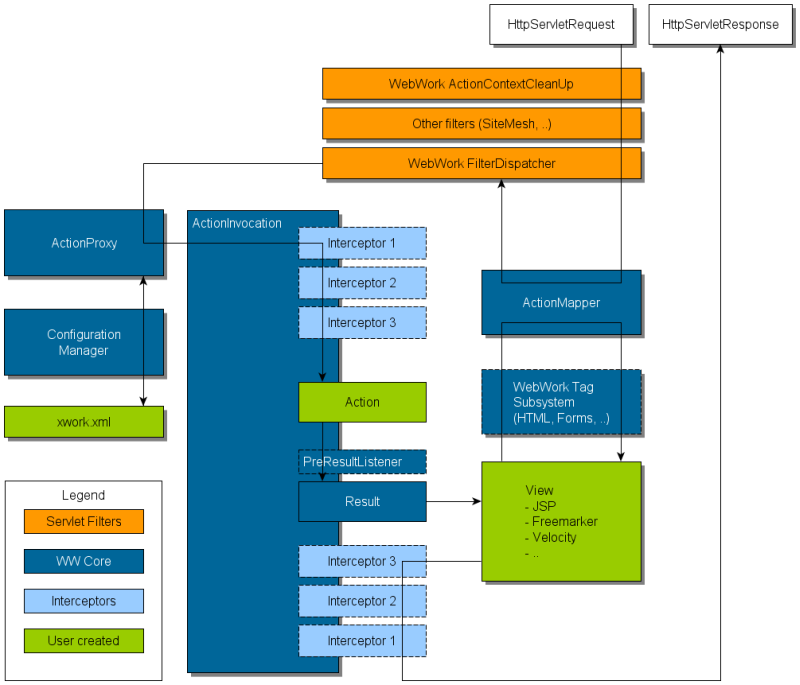 HttpServletRequest
HttpServletResponse
WebWork ActionContextCleanUp
Other filters (SiteMesh, ..)
WebWork FilterDispatcher
ActionProxy
ActionInvocation
Interceptor 1
Interceptor 2
Interceptor 3
ActionMapper
Configuration
Manager
xwork.xml
Action
WebWork Tag
Subsystem
(HTML, Forms, ..)
PreResultListener
Result
View
- JSP
- Freemarker
- Velocity
- ..
Interceptor 3
Interceptor 2
Interceptor 1
Legend
Servlet Filters
WW Core
Interceptors
User created